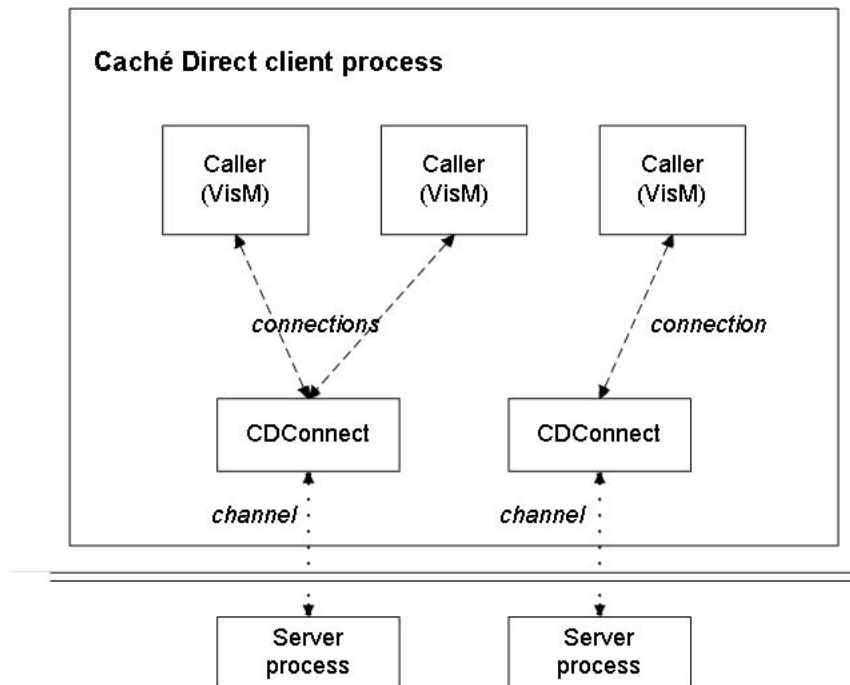 Caché Direct client process
Caller
(VisM)
Caller
(VisM)
Caller
(VisM)
connections
connection
CDConnect
CDConnect
channel
channel
Server
process
Server
process